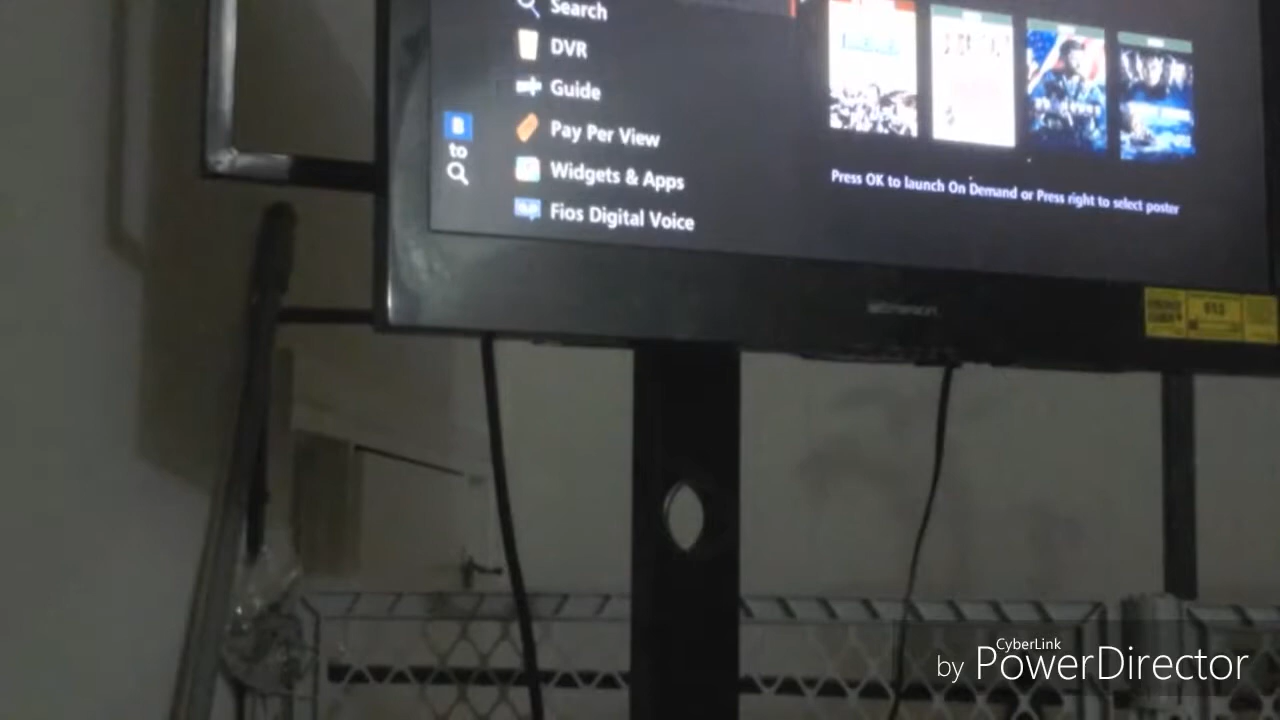 Search
DVR
Guide
Pay Per View
Widgets & Apps
Fios Digital Voice
B
to
Press OK to launch On Demand or Press right to select poster
CyberLink
by PowerDirector